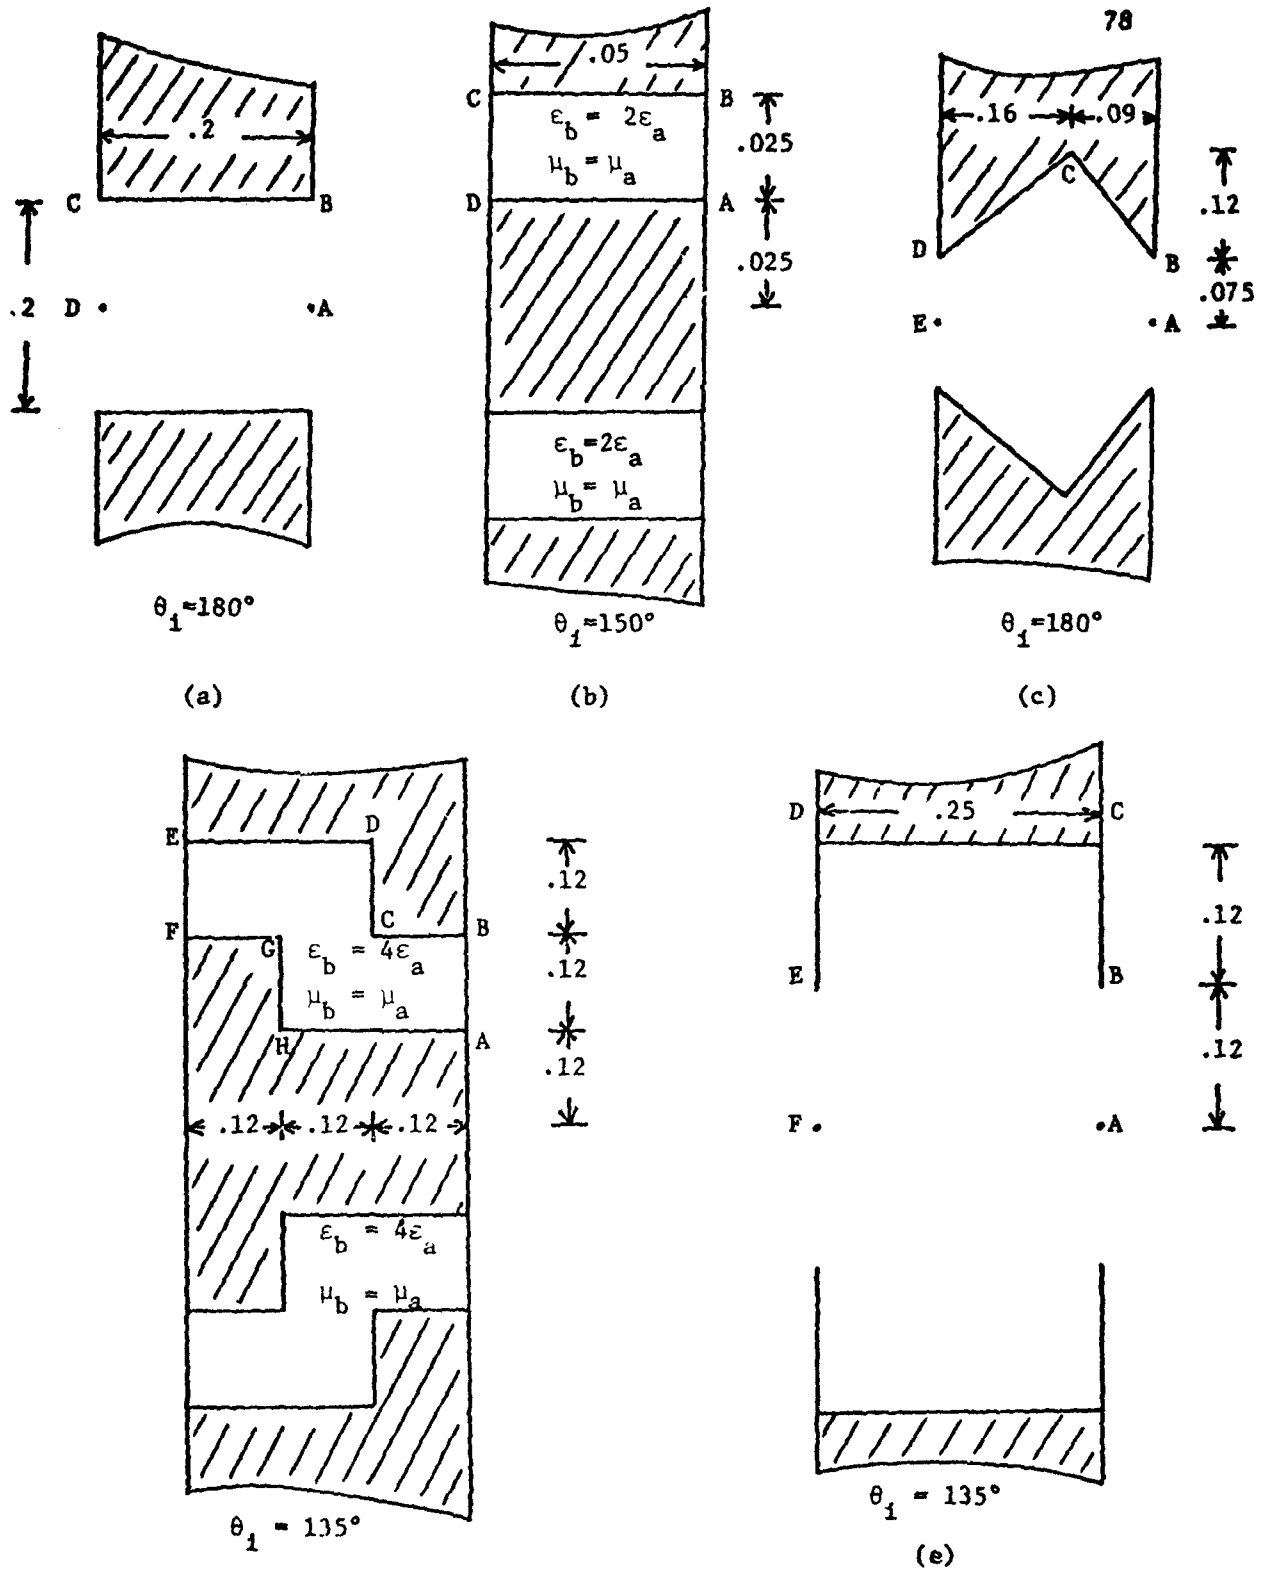 78
.2
C
B
.2
D
A
θi=180°
(a)
.05
C
B
εb = 2εa
μb = μa
.025
D
A
.025
εb=2εa
μb = μa
θi=150°
(b)
.16
.09
C
.12
D
B
.075
E
A
θi=180°
(c)
D
E
.12
C
F
B
G
εb = 4εa
.12
μb = μa
H
A
.12
.12
.12
.12
εb = 4εa
μb = μa
θi = 135°
D
.25
C
.12
E
B
.12
F
A
θi = 135°
(e)